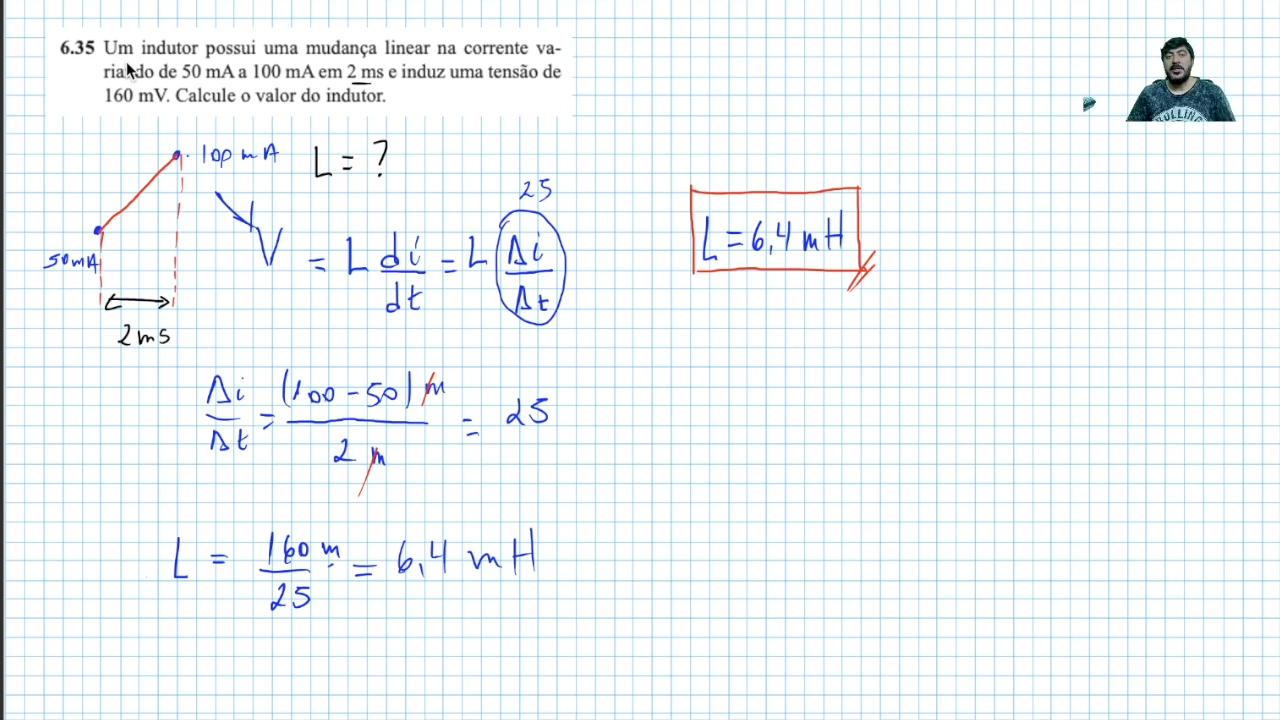 6.35 Um indutor possui uma mudança linear na corrente va-
riando de 50 mA a 100 mA em 2 ms e induz uma tensão de
160 mV. Calcule o valor do indutor.
100 mA
L = ?
50mA
2ms
25
V = L di/dt = L Δi/Δt
L = 6,4 mH
Δi/Δt = (100 - 50) m / 2 m = 25
L = 160 m / 25 = 6,4 mH